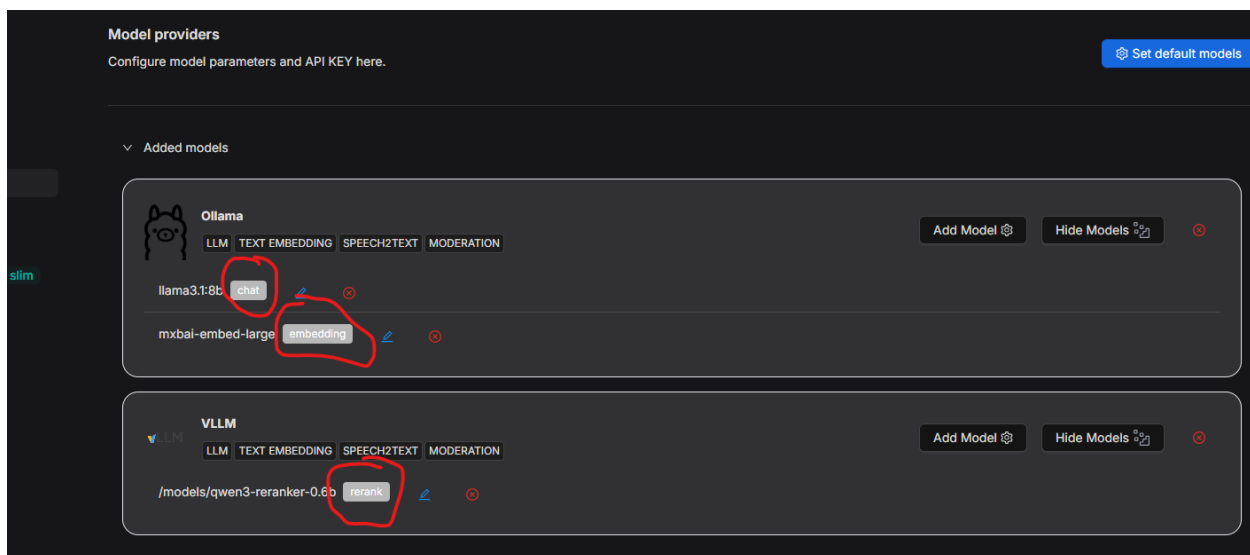 Model providers
Configure model parameters and API KEY here.
Set default models
Added models
Ollama
LLM TEXT EMBEDDING SPEECH2TEXT MODERATION
Add Model
Hide Models
slim
llama3.1:8b chat
mxbai-embed-large embedding
VLLM
LLM
LLM TEXT EMBEDDING SPEECH2TEXT MODERATION
Add Model
Hide Models
/models/qwen3-reranker-0.6b rerank